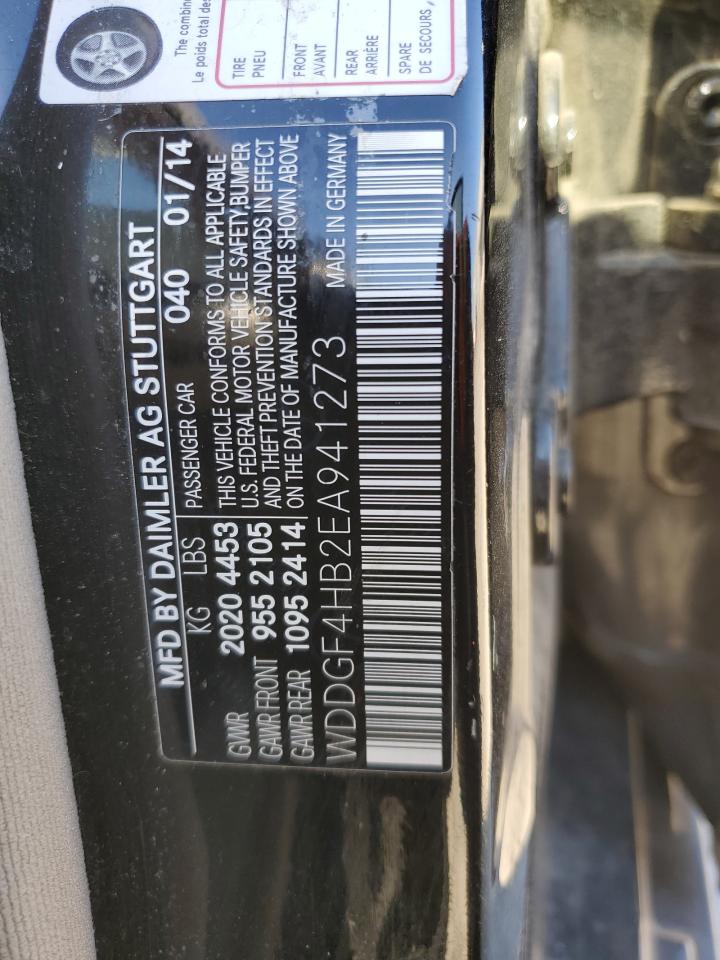 The combin
Le poids total des
TIRE
PNEU
FRONT
AVANT
REAR
ARRIÈRE
SPARE
DE SECOURS,
MFD BY DAIMLER AG STUTTGART
KG LBS PASSENGER CAR 040 01/14
GWR 2020 4453 THIS VEHICLE CONFORMS TO ALL APPLICABLE
U.S. FEDERAL MOTOR VEHICLE SAFETY,BUMPER
GAWR FRONT 955 2105 AND THEFT PREVENTION STANDARDS IN EFFECT
GAWR REAR 1095 2414 ON THE DATE OF MANUFACTURE SHOWN ABOVE
WDDGF4HB2EA941273 MADE IN GERMANY